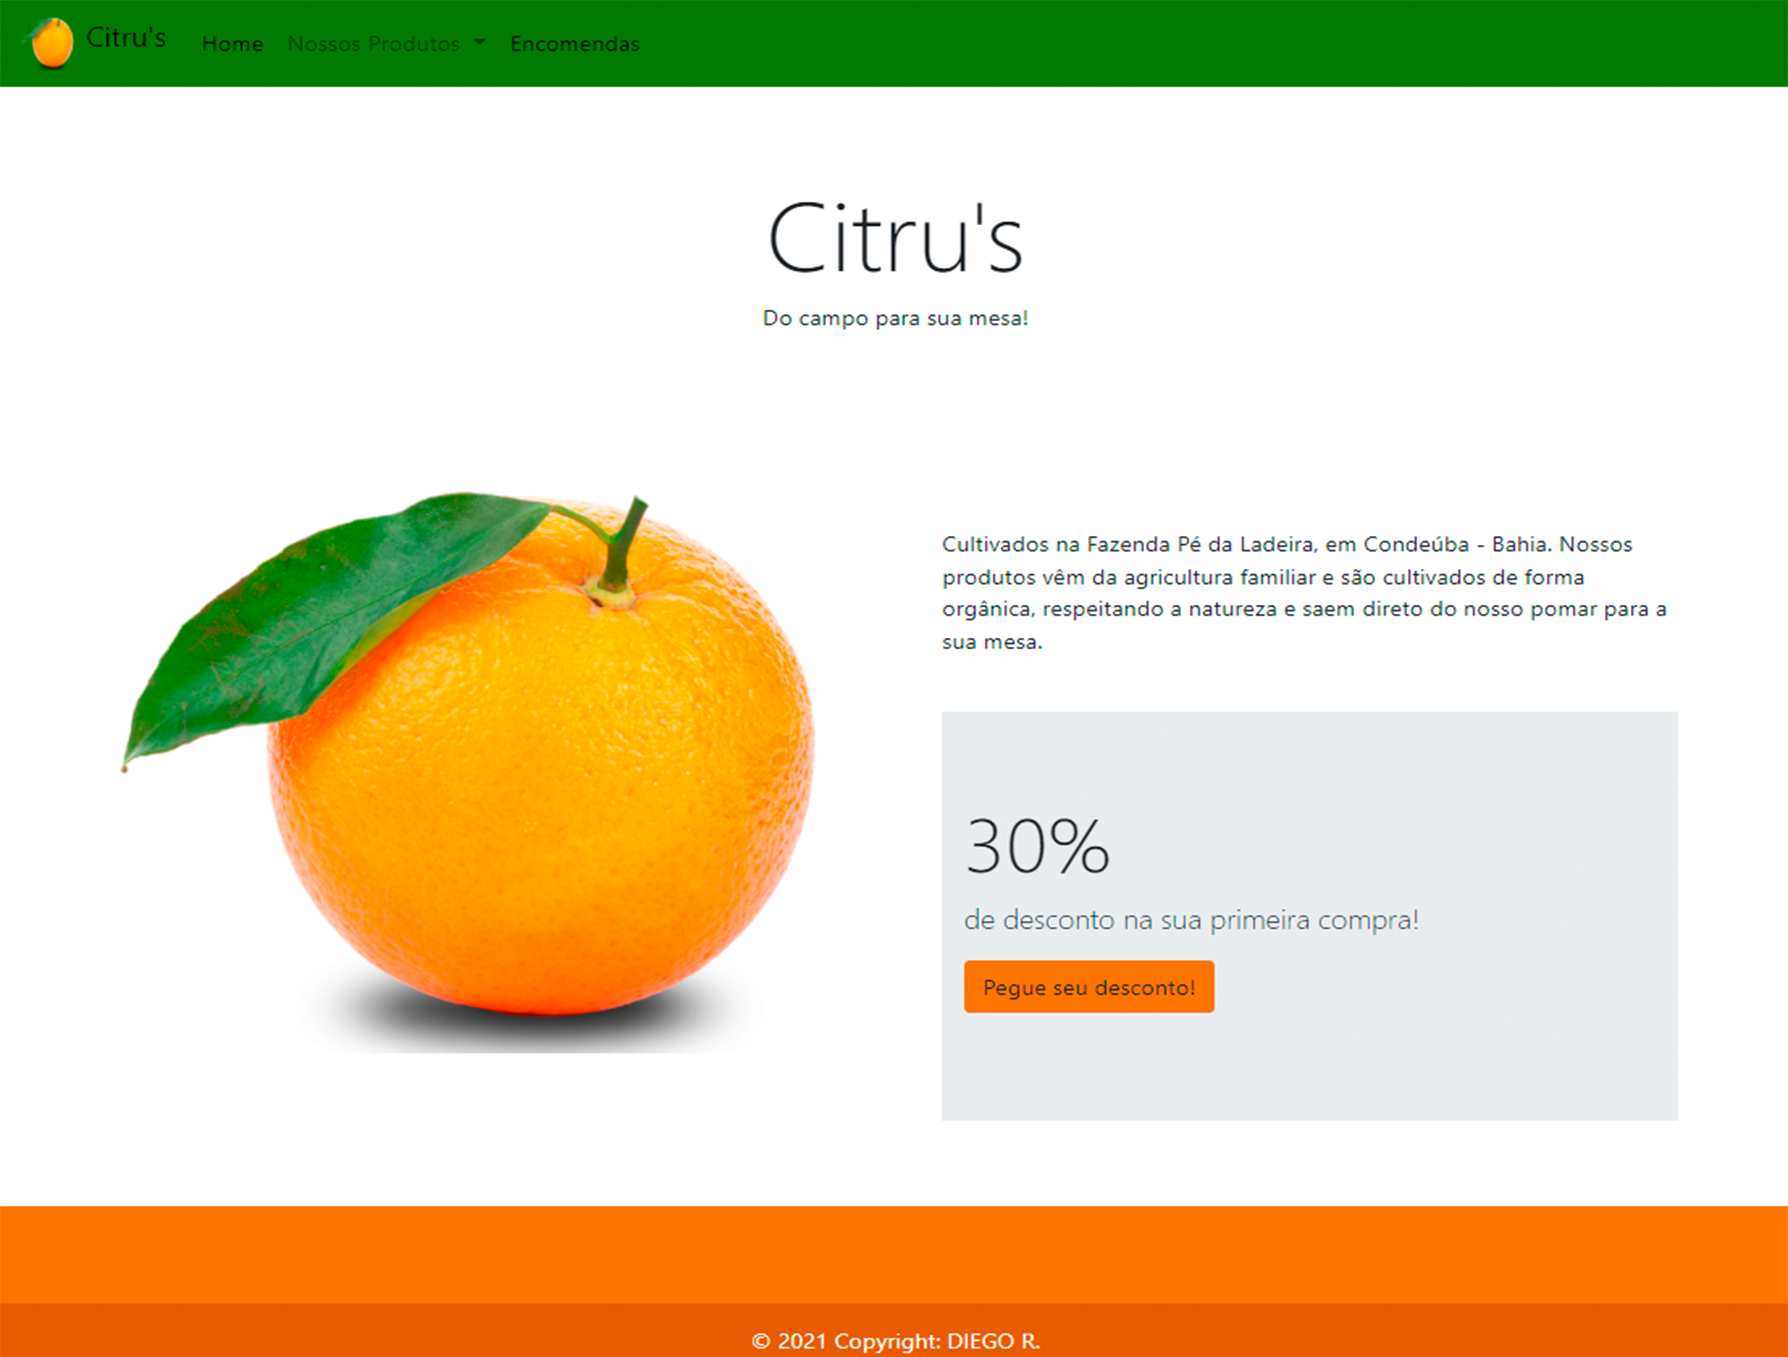 Citru's
Home
Nossos Produtos
Encomendas
Citru's
Do campo para sua mesa!
Cultivados na Fazenda Pé da Ladeira, em Condeúba - Bahia. Nossos
produtos vêm da agricultura familiar e são cultivados de forma
orgânica, respeitando a natureza e saem direto do nosso pomar para a
sua mesa.
30%
de desconto na sua primeira compra!
Pegue seu desconto!
© 2021 Copyright: DIEGO R.